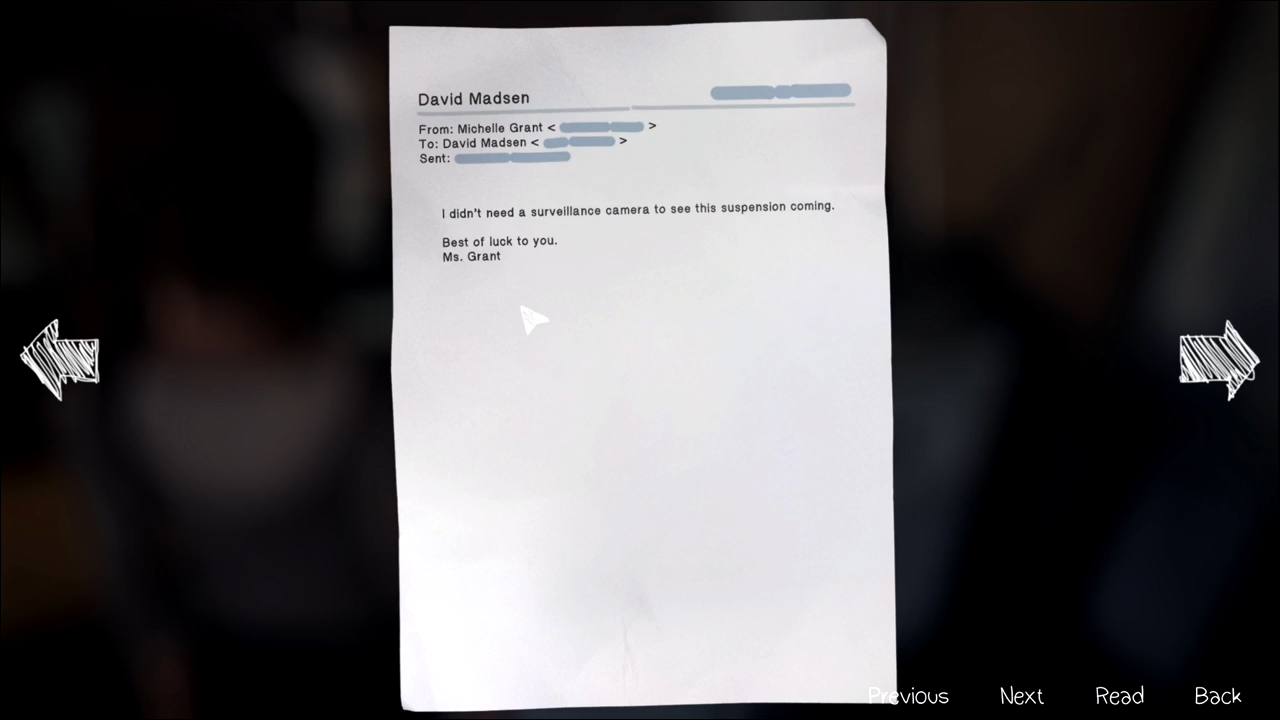 David Madsen
From: Michelle Grant < >
To: David Madsen < >
Sent:
I didn't need a surveillance camera to see this suspension coming.
Best of luck to you.
Ms. Grant
Previous Next Read Back